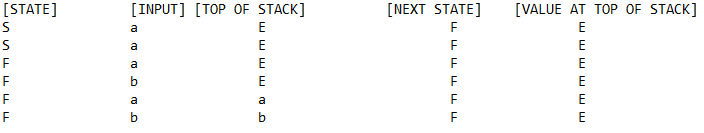 [STATE] [INPUT] [TOP OF STACK] [NEXT STATE] [VALUE AT TOP OF STACK]
S a E F E
S a E F E
F a E F E
F b E F E
F a a F E
F b b F E